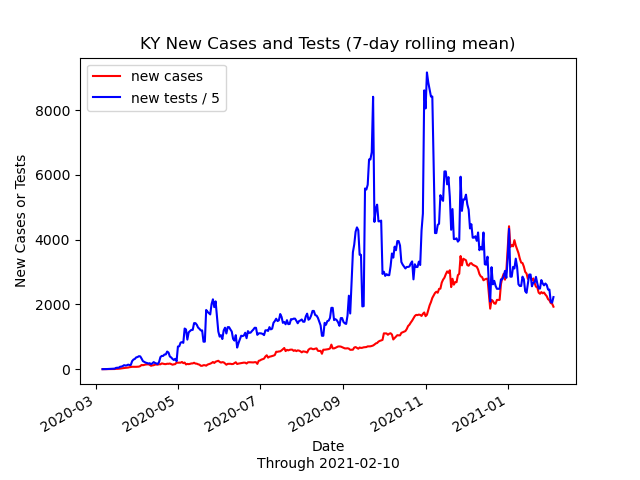 KY New Cases and Tests (7-day rolling mean)
new cases
new tests / 5
New Cases or Tests
8000
6000
4000
2000
0
2020-03
2020-05
2020-07
2020-09
2020-11
2021-01
Date
Through 2021-02-10